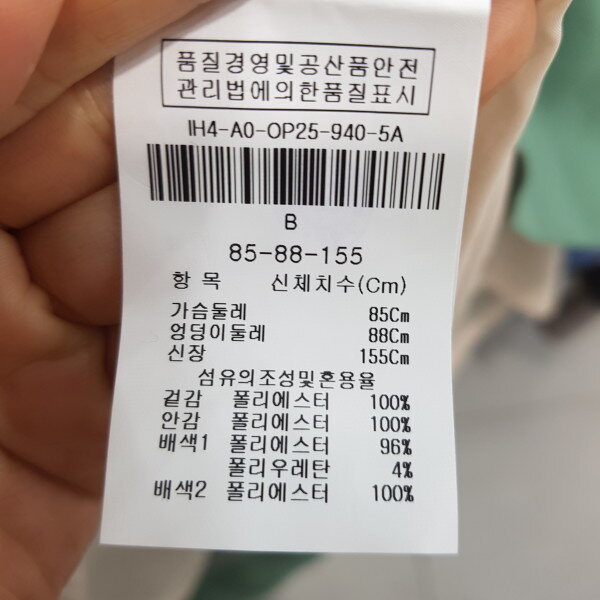 품질경영및공산품안전
관리법에의한품질표시
IH4-A0-OP25-940-5A
B
85-88-155
항 목 신체치수(Cm)
가슴둘레 85Cm
엉덩이둘레 88Cm
신장 155Cm
섬유의조성및혼용율
겉감 폴리에스터 100%
안감 폴리에스터 100%
배색1 폴리에스터 96%
폴리우레탄 4%
배색2 폴리에스터 100%